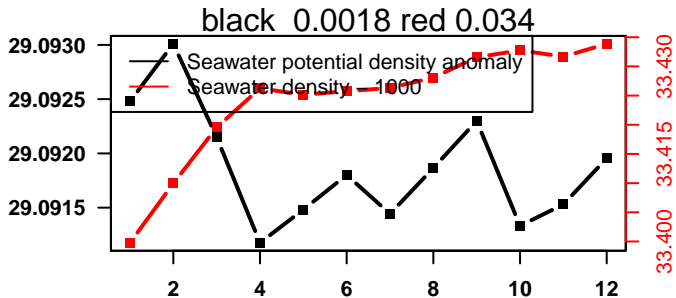 black 0.0018 red 0.034
29.0930
29.0925
29.0920
29.0915
Seawater potential density anomaly
Seawater density − 1000
33.430
33.415
33.400
2 4 6 8 10 12